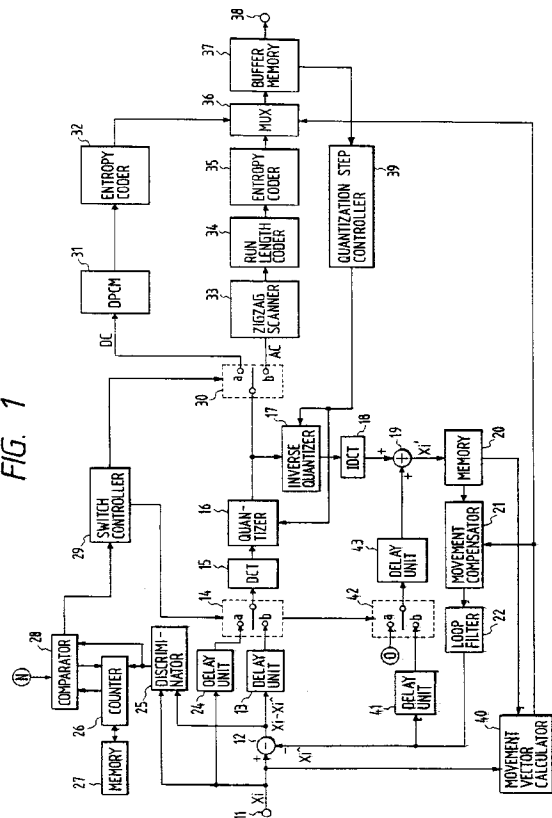 FIG. 1
38
37
BUFFER
MEMORY
36
MUX
32
ENTROPY
CODER
35
ENTROPY
CODER
34
RUN
LENGTH
CODER
33
ZIGZAG
SCANNER
31
DPCM
DC
AC
a
b
30
39
QUANTIZATION STEP
CONTROLLER
29
SWITCH
CONTROLLER
17
INVERSE
QUANTIZER
18
IDCT
16
QUAN-
TIZER
15
DCT
14
a
b
19
+
+
Xi'
20
MEMORY
21
MOVEMENT
COMPENSATOR
22
LOOP
FILTER
43
DELAY
UNIT
42
a
b
0
41
DELAY
UNIT
N
28
COMPARATOR
26
COUNTER
27
MEMORY
25
DISCRIMI-
NATOR
24
DELAY
UNIT
13
DELAY
UNIT
Xi-X̂i
12
+
-
-
X̂i
11
Xi
40
MOVEMENT
VECTOR
CALCULATOR